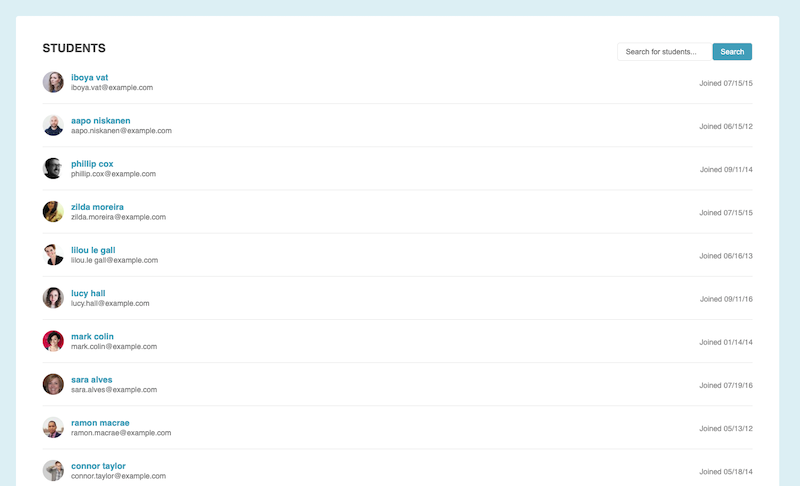 STUDENTS
Search for students...
Search
iboya vat
iboya.vat@example.com
Joined 07/15/15
aapo niskanen
aapo.niskanen@example.com
Joined 06/15/12
phillip cox
phillip.cox@example.com
Joined 09/11/14
zilda moreira
zilda.moreira@example.com
Joined 07/15/15
lilou le gall
lilou.le gall@example.com
Joined 06/16/13
lucy hall
lucy.hall@example.com
Joined 09/11/16
mark colin
mark.colin@example.com
Joined 01/14/14
sara alves
sara.alves@example.com
Joined 07/19/16
ramon macrae
ramon.macrae@example.com
Joined 05/13/12
connor taylor
connor.taylor@example.com
Joined 05/18/14